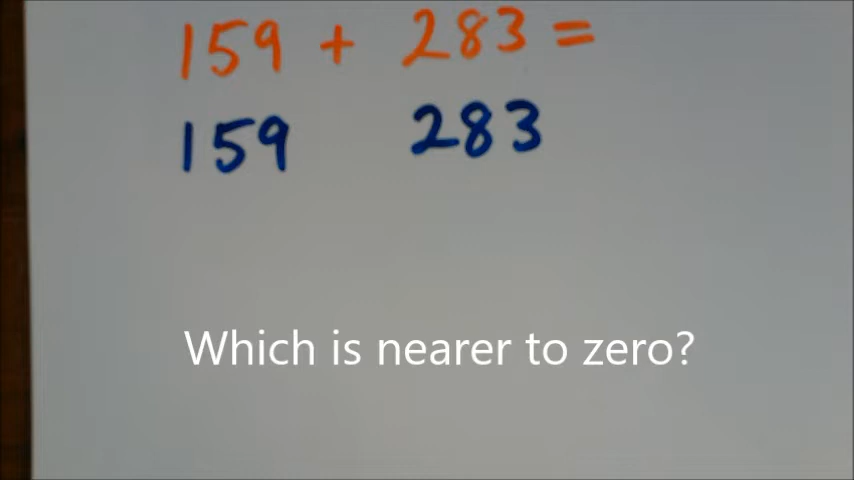 159 + 283 =
159 283
Which is nearer to zero?